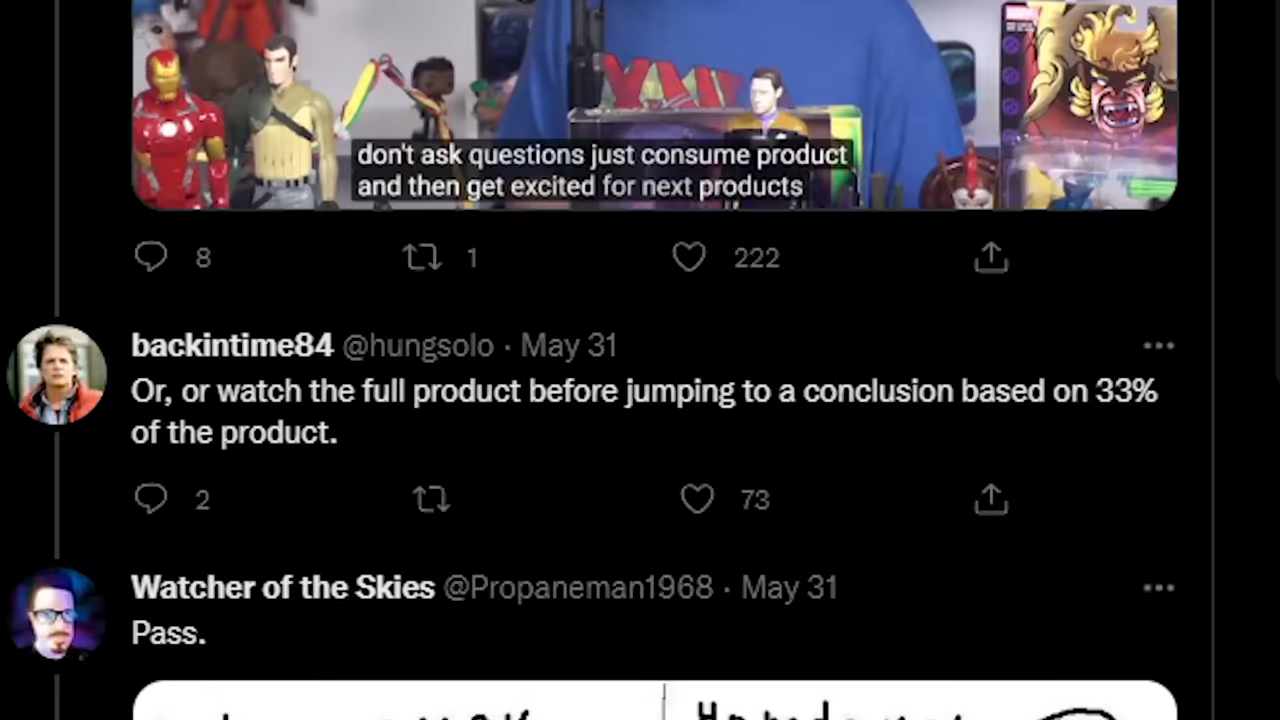 don't ask questions just consume product
and then get excited for next products
8 1 222
backintime84 @hungsolo · May 31
Or, or watch the full product before jumping to a conclusion based on 33%
of the product.
2 73
Watcher of the Skies @Propaneman1968 · May 31
Pass.